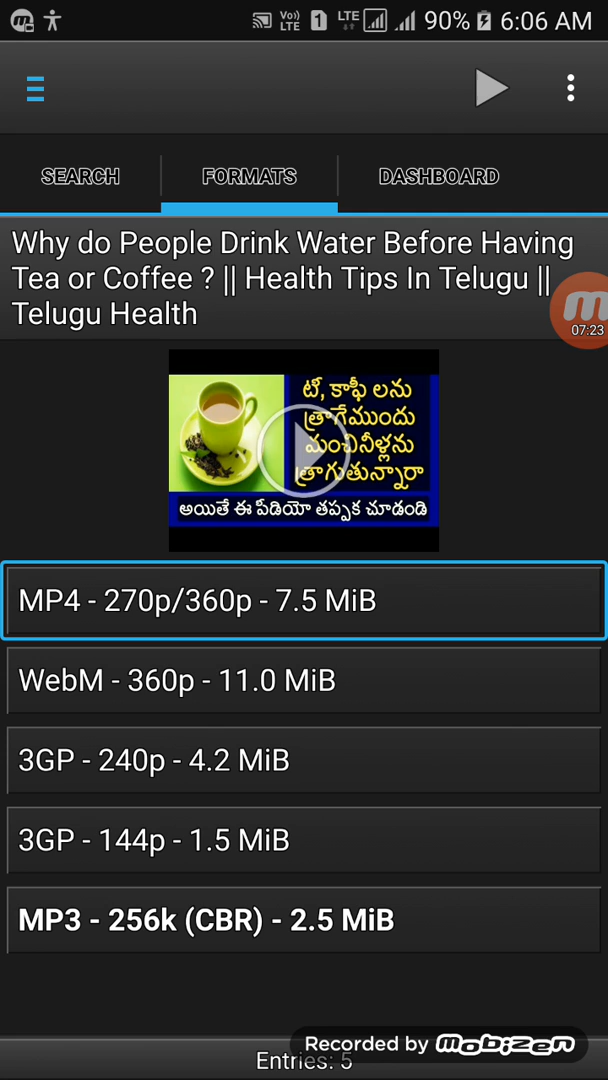 Vo)) LTE 1 LTE 90% 6:06 AM
SEARCH FORMATS DASHBOARD
Why do People Drink Water Before Having
Tea or Coffee ? || Health Tips In Telugu ||
Telugu Health
07:23
టీ, కాఫీ లను
త్రాగేముందు
మంచినీళ్లను
త్రాగుతున్నారా
అయితే ఈ పీడియో తప్పక చూడండి
MP4 - 270p/360p - 7.5 MiB
WebM - 360p - 11.0 MiB
3GP - 240p - 4.2 MiB
3GP - 144p - 1.5 MiB
MP3 - 256k (CBR) - 2.5 MiB
Recorded by mobizen
Entries: 5